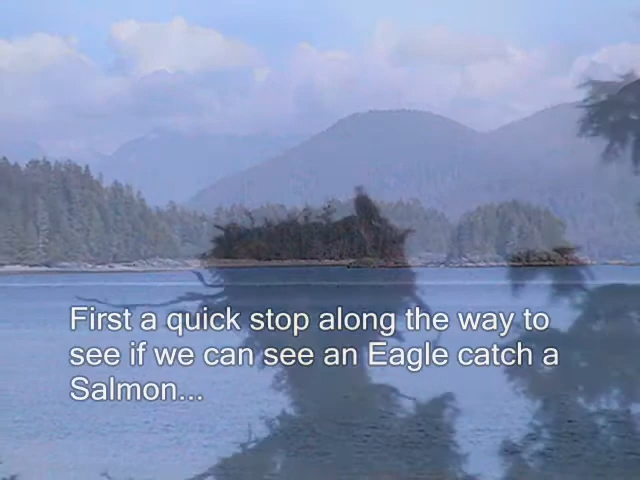 First a quick stop along the way to
see if we can see an Eagle catch a
Salmon...